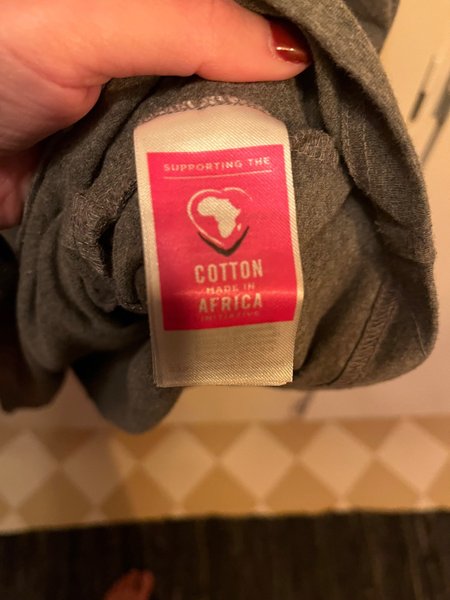 SUPPORTING THE
COTTON
MADE IN
AFRICA
INITIATIVE